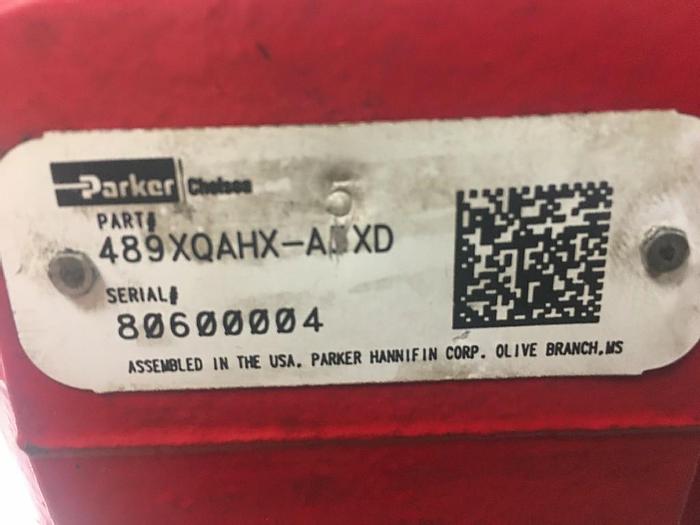 Parker Chelsea
PART#
SERIAL#
80600004
ASSEMBLED IN THE USA. PARKER HANNIFIN CORP. OLIVE BRANCH,MS